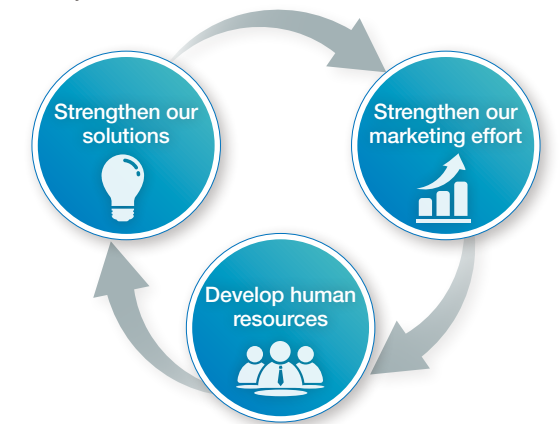 Strengthen our
solutions
Strengthen our
marketing effort
Develop human
resources